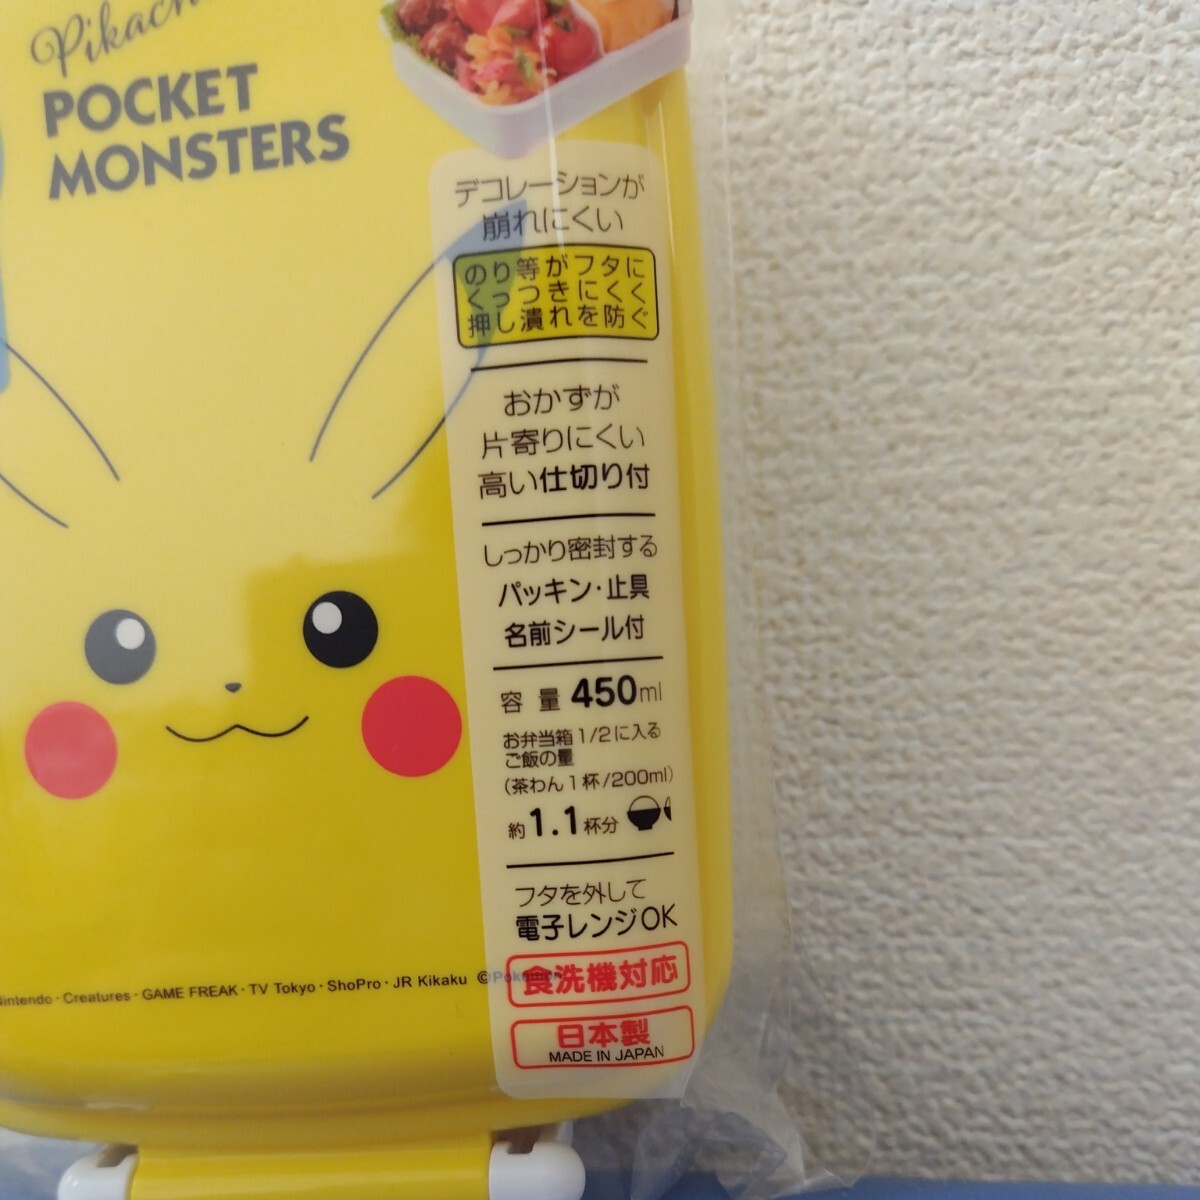 POCKET
MONSTERS
デコレーションが
崩れにくい
のり等がフタに
くっつきにくく
押し潰れを防ぐ
おかずが
片寄りにくい
高い仕切り付
しっかり密封する
パッキン・止具
名前シール付
容量 450ml
お弁当箱1/2に入る
ご飯の量
(茶わん1杯/200ml)
約1.1杯分
フタを外して
電子レンジOK
Nintendo・Creatures・GAME FREAK・TV Tokyo・ShoPro・JR Kikaku ©Pokémon
食洗機対応
日本製
MADE IN JAPAN